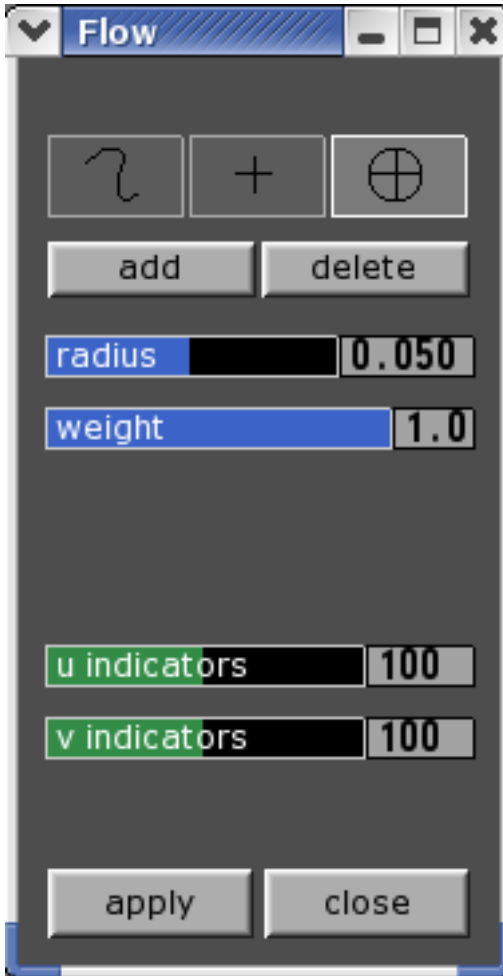 Flow
add delete
radius 0.050
weight 1.0
u indicators 100
v indicators 100
apply close